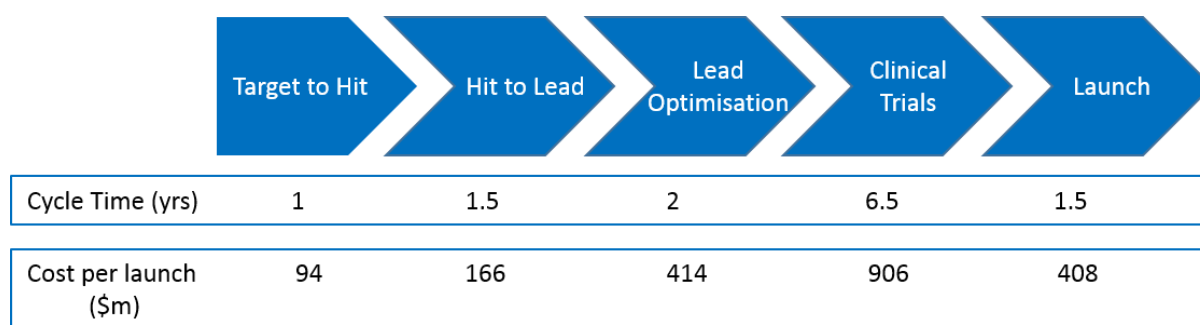 Target to Hit
Hit to Lead
Lead
Optimisation
Clinical
Trials
Launch
Cycle Time (yrs) 1 1.5 2 6.5 1.5
Cost per launch 94 166 414 906 408
($m)